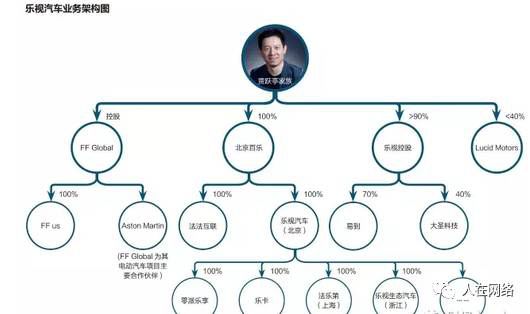 乐视汽车业务架构图
贾跃亭家族
控股
100%
>90%
<40%
FF Global
北京百乐
乐视控股
Lucid Motors
100%
100%
100%
100%
70%
40%
FF us
Aston Martin
法法互联
乐视汽车
（北京）
易到
大圣科技
(FF Global 为其
电动汽车项目主
要合作伙伴）
100%
100%
100%
100%
100%
零派乐享
乐卡
法乐第
（上海）
乐视生态汽车
（浙江）
人在网络